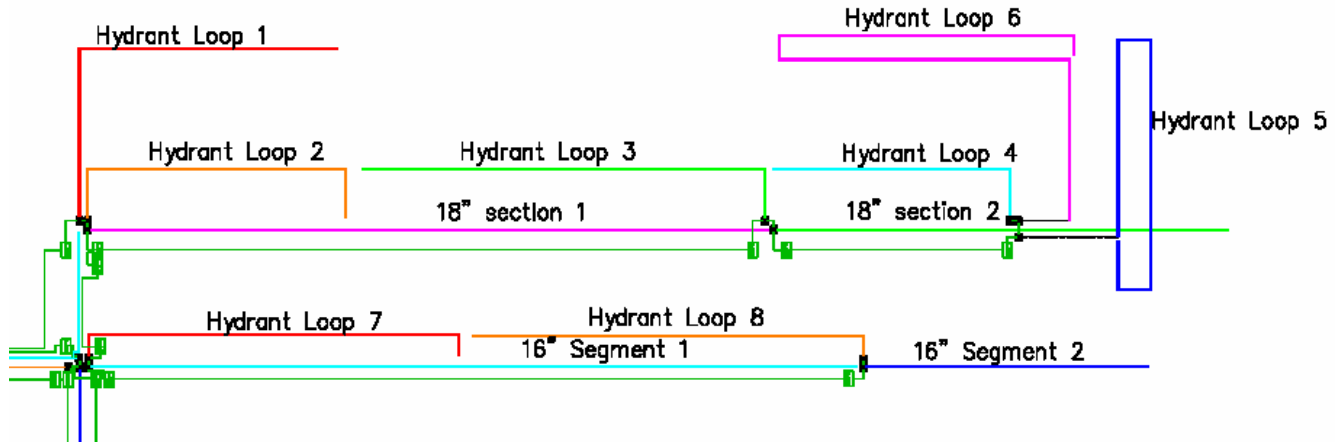 Hydrant Loop 6
Hydrant Loop 1
Hydrant Loop 5
Hydrant Loop 2
Hydrant Loop 3
Hydrant Loop 4
18" section 1
18" section 2
Hydrant Loop 7
Hydrant Loop 8
16" Segment 1
16" Segment 2